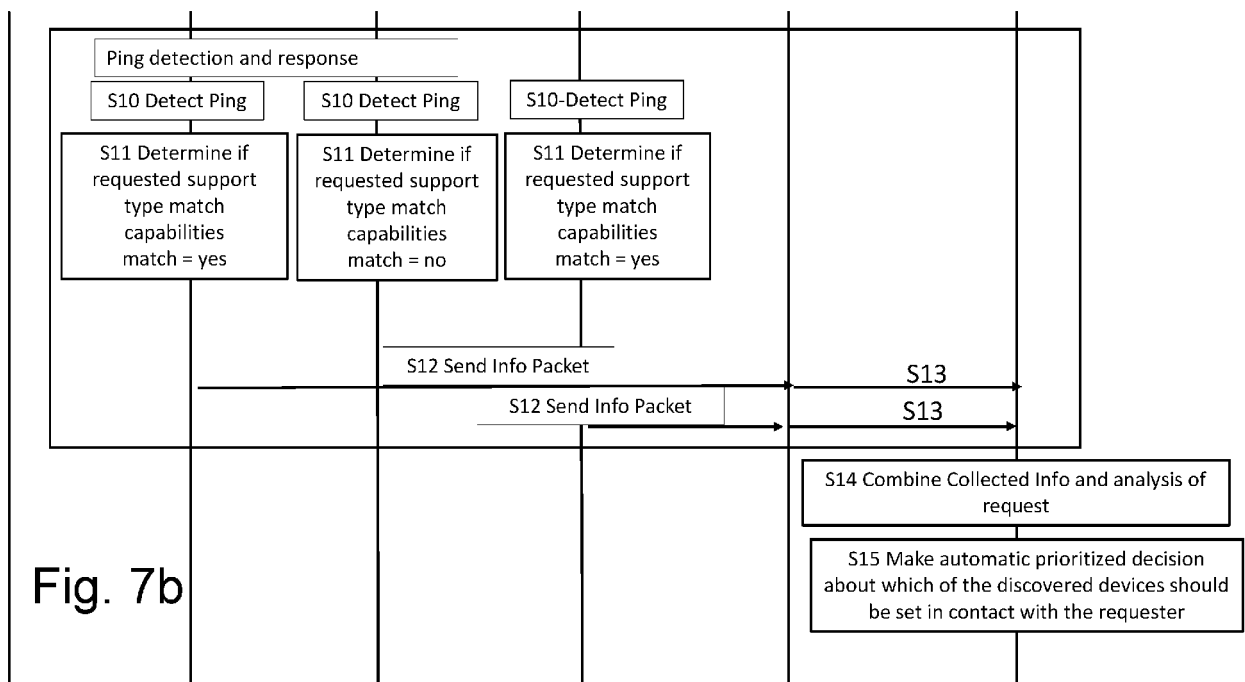 Ping detection and response
S10 Detect Ping
S10 Detect Ping
S10-Detect Ping
S11 Determine if
requested support
type match
capabilities
match = yes
S11 Determine if
requested support
type match
capabilities
match = no
S11 Determine if
requested support
type match
capabilities
match = yes
S12 Send Info Packet
S13
S12 Send Info Packet
S13
S14 Combine Collected Info and analysis of
request
S15 Make automatic prioritized decision
about which of the discovered devices should
be set in contact with the requester
Fig. 7b